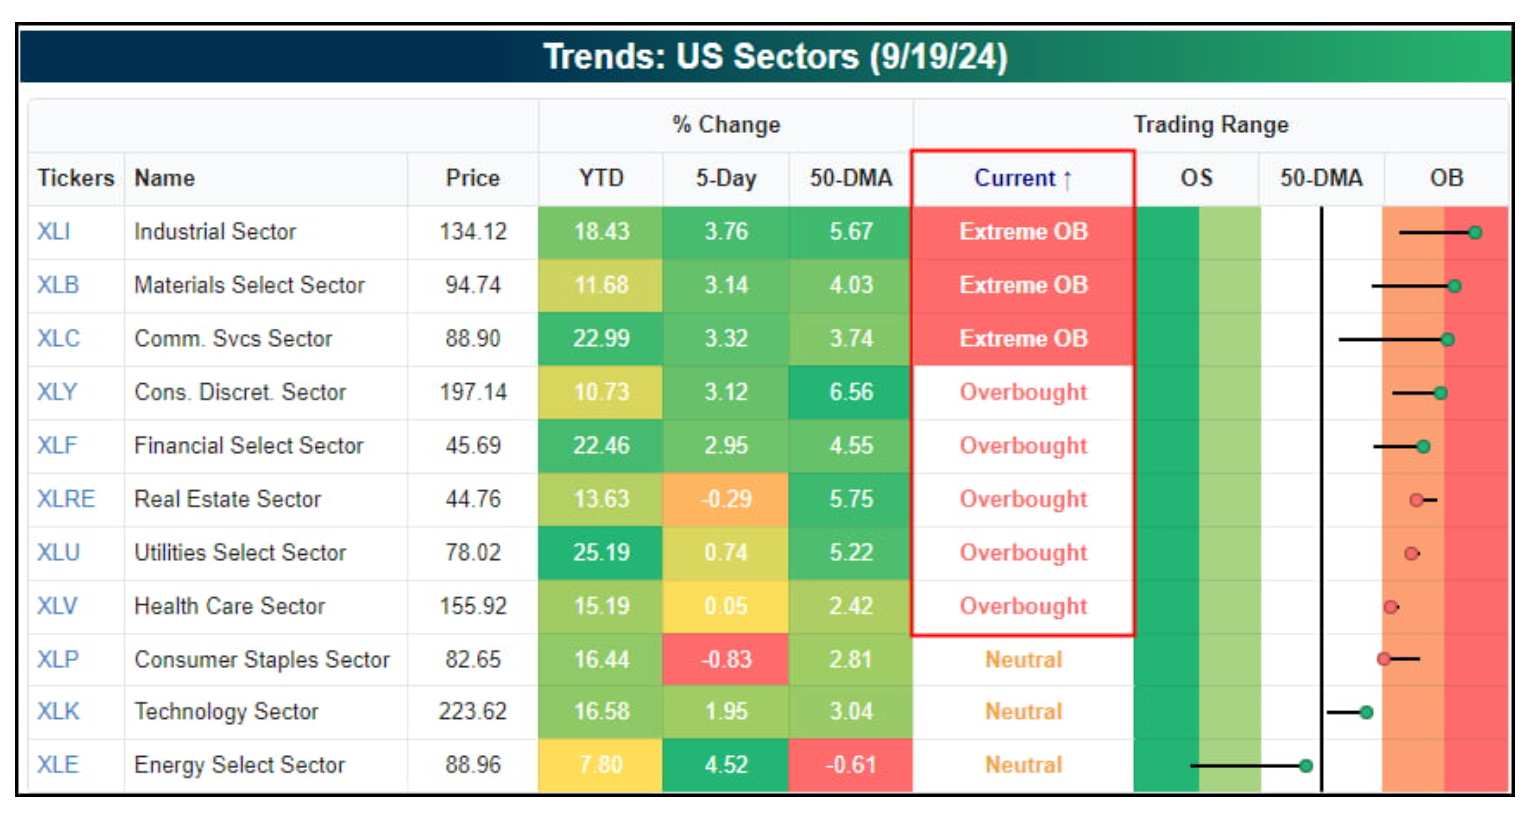 Trends: US Sectors (9/19/24)
% Change Trading Range
Tickers Name Price YTD 5-Day 50-DMA Current ↑ OS 50-DMA OB
XLI Industrial Sector 134.12 18.43 3.76 5.67 Extreme OB
XLB Materials Select Sector 94.74 11.68 3.14 4.03 Extreme OB
XLC Comm. Svcs Sector 88.90 22.99 3.32 3.74 Extreme OB
XLY Cons. Discret. Sector 197.14 10.73 3.12 6.56 Overbought
XLF Financial Select Sector 45.69 22.46 2.95 4.55 Overbought
XLRE Real Estate Sector 44.76 13.63 -0.29 5.75 Overbought
XLU Utilities Select Sector 78.02 25.19 0.74 5.22 Overbought
XLV Health Care Sector 155.92 15.19 0.05 2.42 Overbought
XLP Consumer Staples Sector 82.65 16.44 -0.83 2.81 Neutral
XLK Technology Sector 223.62 16.58 1.95 3.04 Neutral
XLE Energy Select Sector 88.96 7.80 4.52 -0.61 Neutral